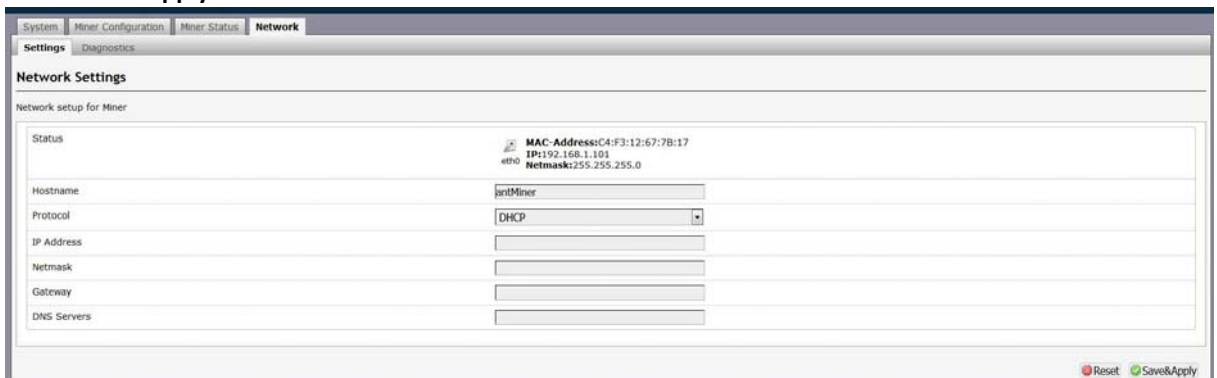 System Miner Configuration Miner Status Network
Settings Diagnostics
Network Settings
Network setup for Miner
Status
MAC-Address:C4:F3:12:67:7B:17
IP:192.168.1.101
eth0 Netmask:255.255.255.0
Hostname antMiner
Protocol DHCP
IP Address
Netmask
Gateway
DNS Servers
Reset Save&Apply